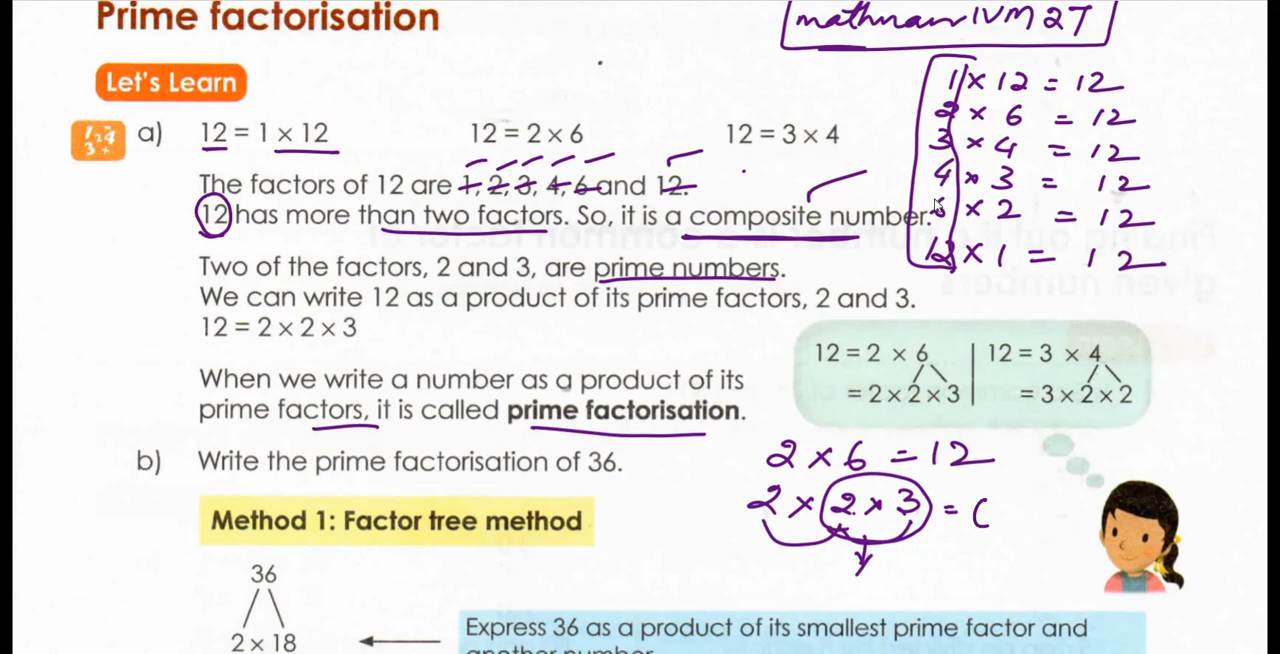 Prime factorisation
mathmanIVM27
Let's Learn
1 × 12 = 12
2 × 6 = 12
3 × 4 = 12
4 × 3 = 12
× 2 = 12
12 × 1 = 12
a) 12 = 1 × 12 12 = 2 × 6 12 = 3 × 4
The factors of 12 are 1, 2, 3, 4, 6 and 12.
12 has more than two factors. So, it is a composite number.
Two of the factors, 2 and 3, are prime numbers.
We can write 12 as a product of its prime factors, 2 and 3.
12 = 2 × 2 × 3
12 = 2 × 6
= 2 × 2 × 3
12 = 3 × 4
= 3 × 2 × 2
When we write a number as a product of its
prime factors, it is called prime factorisation.
2 × 6 = 12
2 × 2 × 3 = (
b) Write the prime factorisation of 36.
Method 1: Factor tree method
36
2 × 18
Express 36 as a product of its smallest prime factor and
another number